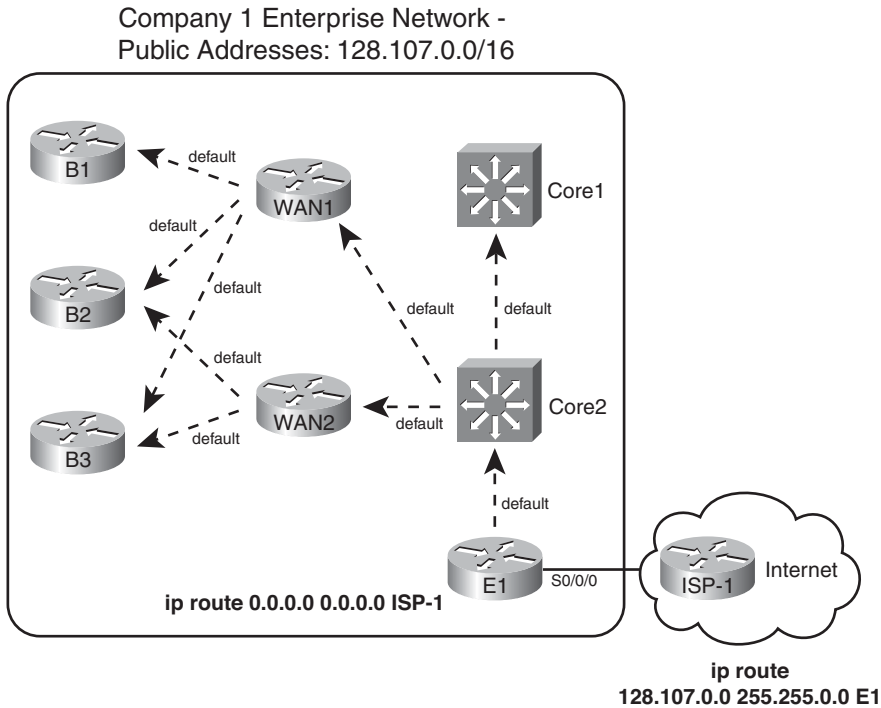 Company 1 Enterprise Network -
Public Addresses: 128.107.0.0/16
B1
default
WAN1
Core1
default
B2
default
default
default
default
B3
default
WAN2
default
Core2
default
E1
S0/0/0
ISP-1
Internet
ip route 0.0.0.0 0.0.0.0 ISP-1
ip route
128.107.0.0 255.255.0.0 E1